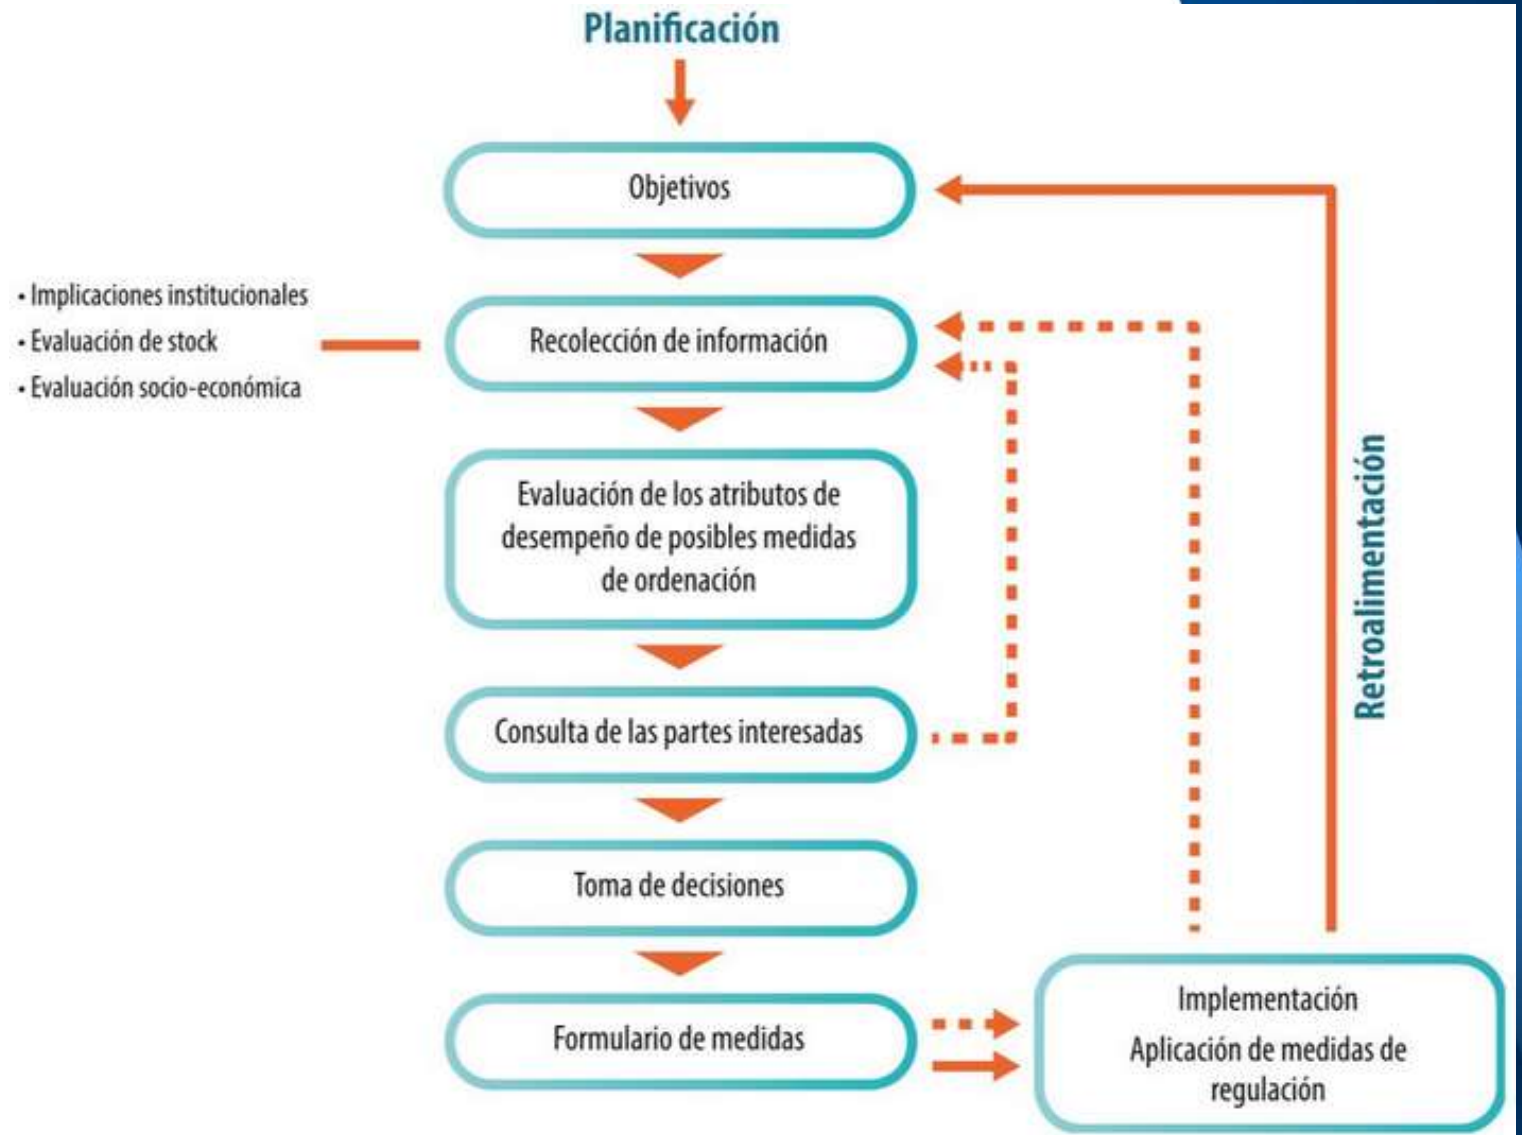 Planificación
Objetivos
• Implicaciones institucionales
• Evaluación de stock
• Evaluación socio-económica
Recolección de información
Evaluación de los atributos de
desempeño de posibles medidas
de ordenación
Consulta de las partes interesadas
Toma de decisiones
Formulario de medidas
Implementación
Aplicación de medidas de
regulación
Retroalimentación